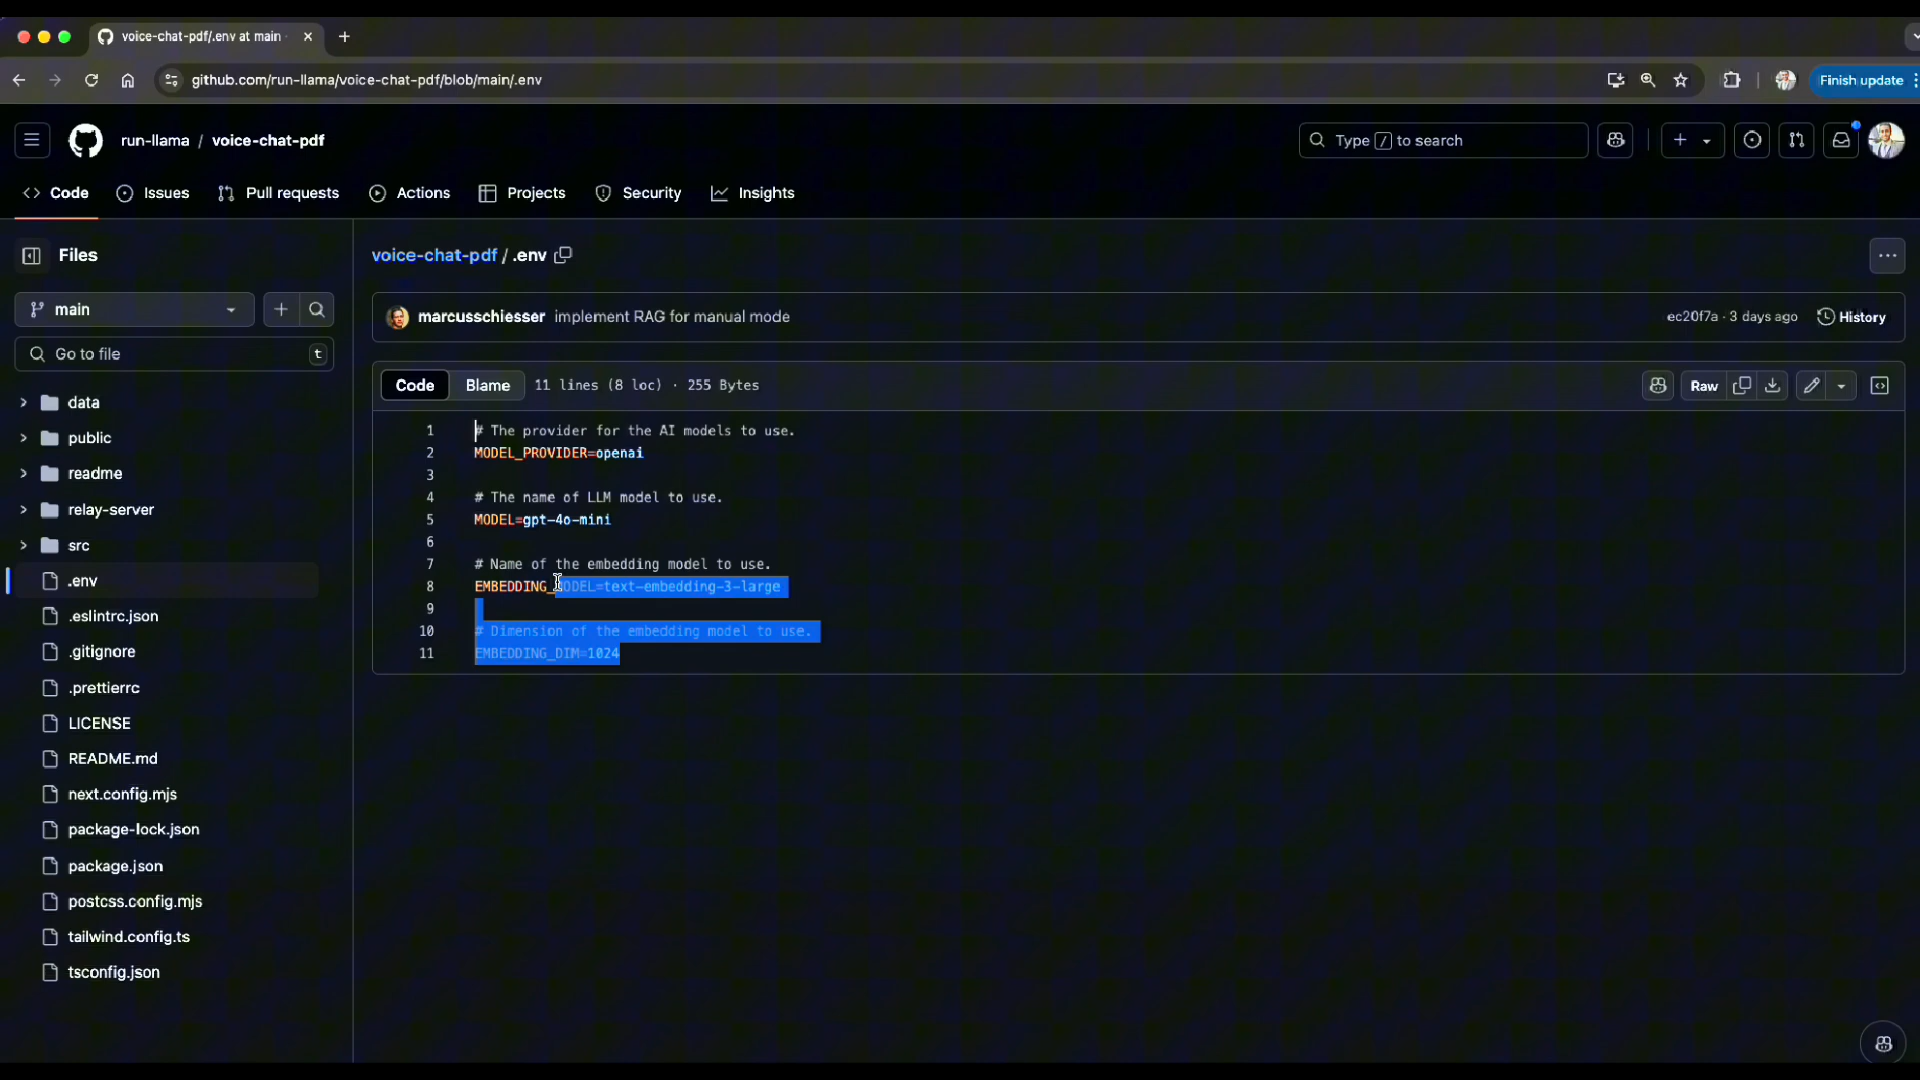 voice-chat-pdf/.env at main
github.com/run-llama/voice-chat-pdf/blob/main/.env
Finish update
run-llama / voice-chat-pdf
Type / to search
Code
Issues
Pull requests
Actions
Projects
Security
Insights
Files
main
Go to file
t
data
public
readme
relay-server
src
.env
.eslintrc.json
.gitignore
.prettierrc
LICENSE
README.md
next.config.mjs
package-lock.json
package.json
postcss.config.mjs
tailwind.config.ts
tsconfig.json
voice-chat-pdf / .env
marcusschiesser implement RAG for manual mode
ec20f7a · 3 days ago
History
Code Blame 11 lines (8 loc) · 255 Bytes
Raw
1 # The provider for the AI models to use.
2 MODEL_PROVIDER=openai
3
4 # The name of LLM model to use.
5 MODEL=gpt-4o-mini
6
7 # Name of the embedding model to use.
8 EMBEDDING_MODEL=text-embedding-3-large
9
10 # Dimension of the embedding model to use.
11 EMBEDDING_DIM=1024